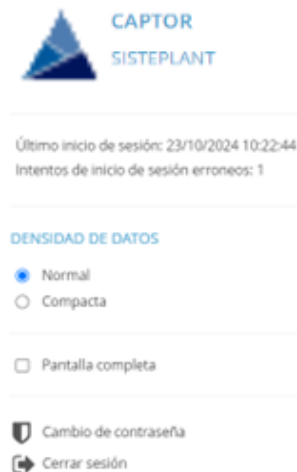 CAPTOR
SISTEPLANT
Último inicio de sesión: 23/10/2024 10:22:44
Intentos de inicio de sesión erroneos: 1
DENSIDAD DE DATOS
Normal
Compacta
Pantalla completa
Cambio de contraseña
Cerrar sesión